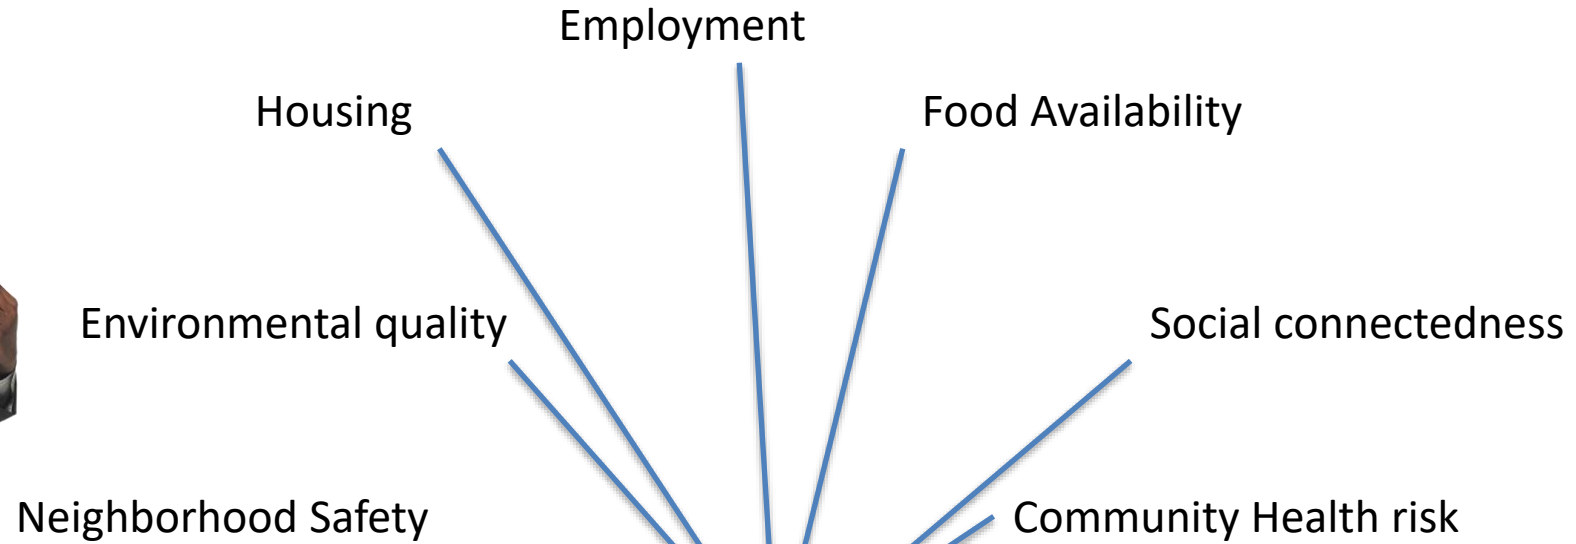 Employment
Housing
Food Availability
Environmental quality
Social connectedness
Neighborhood Safety
Community Health risk